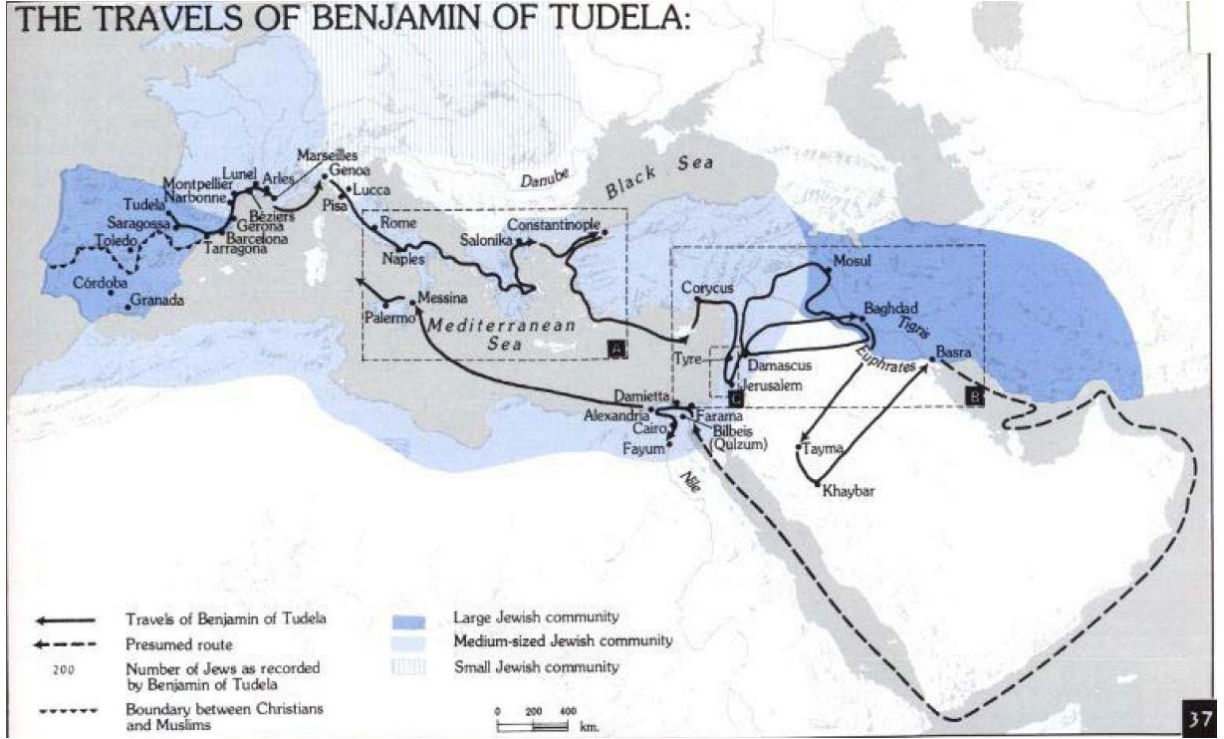 THE TRAVELS OF BENJAMIN OF TUDELA:
Marseilles
Genoa
Lunel
Arles
Montpellier
Narbonne
Lucca
Danube
Black Sea
Tudela
Béziers
Pisa
Saragossa
Gerona
Rome
Constantinople
Toledo
Barcelona
Salonika
Tarragona
Naples
Mosul
Córdoba
Granada
Messina
Corycus
Palermo
Baghdad
Mediterranean
Sea
Tigris
A
Tyre
Damascus
Euphrates
Basra
Jerusalem
Damietta
C
B
Alexandria
Farama
Cairo
Bilbeis
(Qulzum)
Fayum
Tayma
Nile
Khaybar
Travels of Benjamin of Tudela
Presumed route
200
Number of Jews as recorded
by Benjamin of Tudela
Boundary between Christians
and Muslims
Large Jewish community
Medium-sized Jewish community
Small Jewish community
0 200 400
km.
37